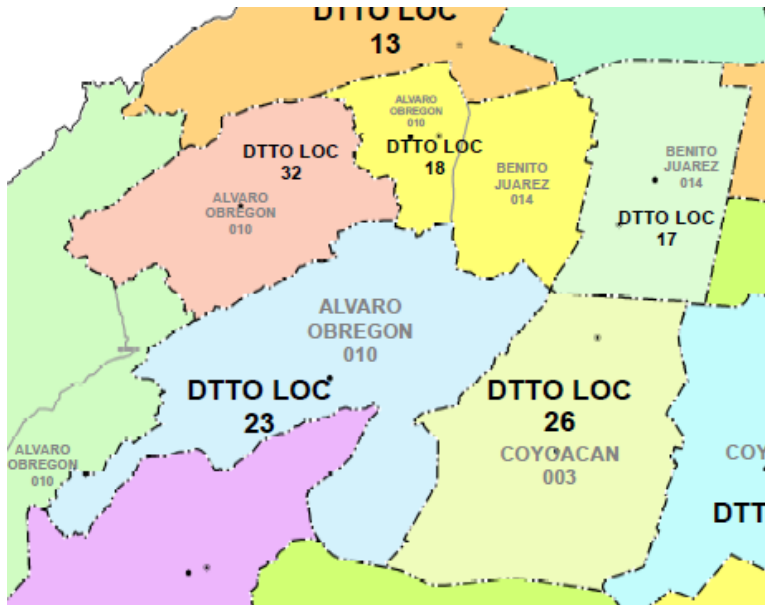 DTTO LOC
13
ALVARO
OBREGON
010
DTTO LOC
18
DTTO LOC
32
ALVARO
OBREGON
010
BENITO
JUAREZ
014
BENITO
JUAREZ
014
DTTO LOC
17
ALVARO
OBREGON
010
DTTO LOC
23
DTTO LOC
26
COYOACAN
003
ALVARO
OBREGON
010
COY
DTT